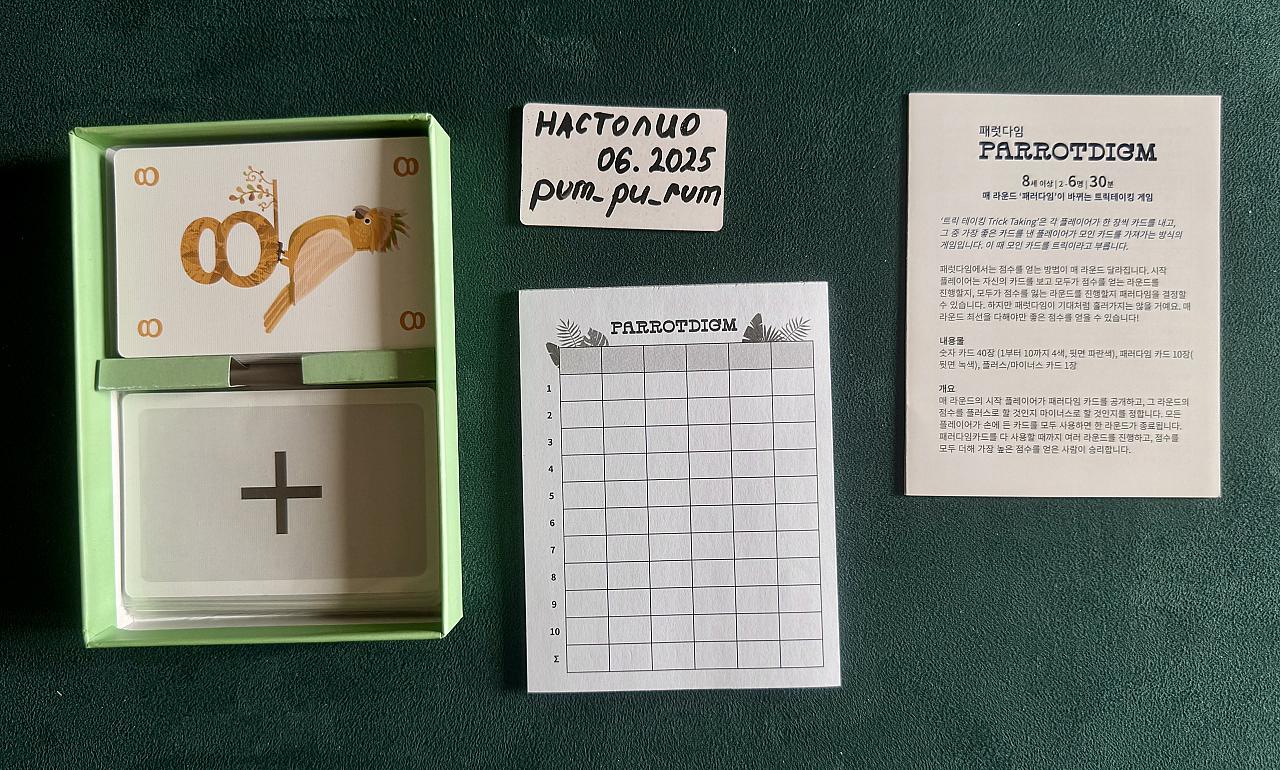 8
8
8
8
8
+
НАСТОЛИО
06.2025
pum_pu_rum
PARROTDIGM
1
2
3
4
5
6
7
8
9
10
Σ
패럿다임
PARROTDIGM
8세 이상 | 2-6명 | 30분
매 라운드 '패러다임'이 바뀌는 트릭테이킹 게임
'트릭 테이킹 Trick Taking'은 각 플레이어가 한 장씩 카드를 내고,
그 중 가장 좋은 카드를 낸 플레이어가 모인 카드를 가져가는 방식의
게임입니다. 이 때 모인 카드를 트릭이라고 부릅니다.
패럿다임에서는 점수를 얻는 방법이 매 라운드 달라집니다. 시작
플레이어는 자신의 카드를 보고 모두가 점수를 얻는 라운드를
진행할지, 모두가 점수를 잃는 라운드를 진행할지 패러다임을 결정할
수 있습니다. 하지만 패럿다임이 기대처럼 흘러가지는 않을 거예요. 매
라운드 최선을 다해야만 좋은 점수를 얻을 수 있습니다!
내용물
숫자 카드 40장 (1부터 10까지 4색, 뒷면 파란색), 패러다임 카드 10장(
뒷면 녹색), 플러스/마이너스 카드 1장
개요
매 라운드의 시작 플레이어가 패러다임 카드를 공개하고, 그 라운드의
점수를 플러스로 할 것인지 마이너스로 할 것인지를 정합니다. 모든
플레이어가 손에 든 카드를 모두 사용하면 한 라운드가 종료됩니다.
패러다임카드를 다 사용할 때까지 여러 라운드를 진행하고, 점수를
모두 더해 가장 높은 점수를 얻은 사람이 승리합니다.